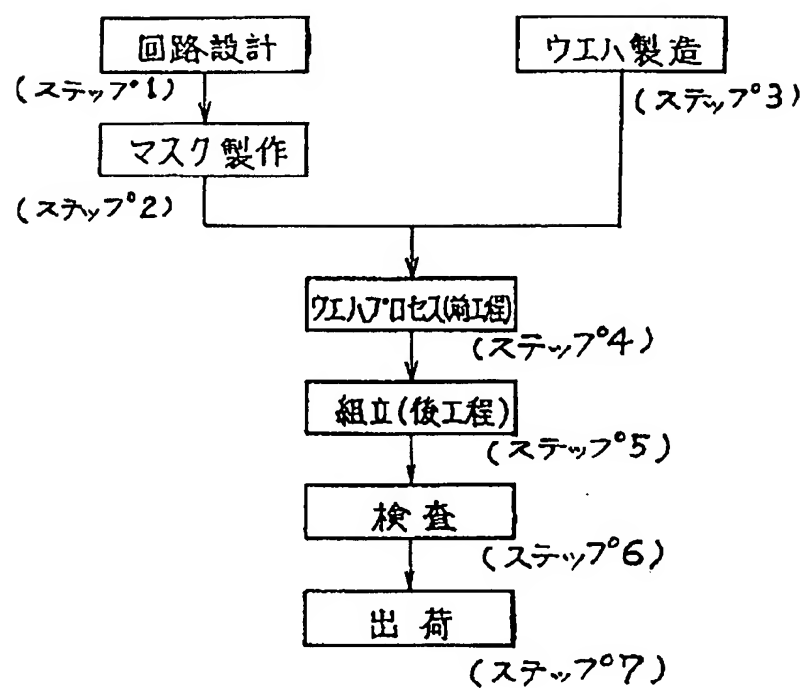 回路設計
(ステップ1)
マスク製作
(ステップ2)
ウエハ製造
(ステップ3)
ウエハプロセス(前工程)
(ステップ4)
組立(後工程)
(ステップ5)
検査
(ステップ6)
出荷
(ステップ7)